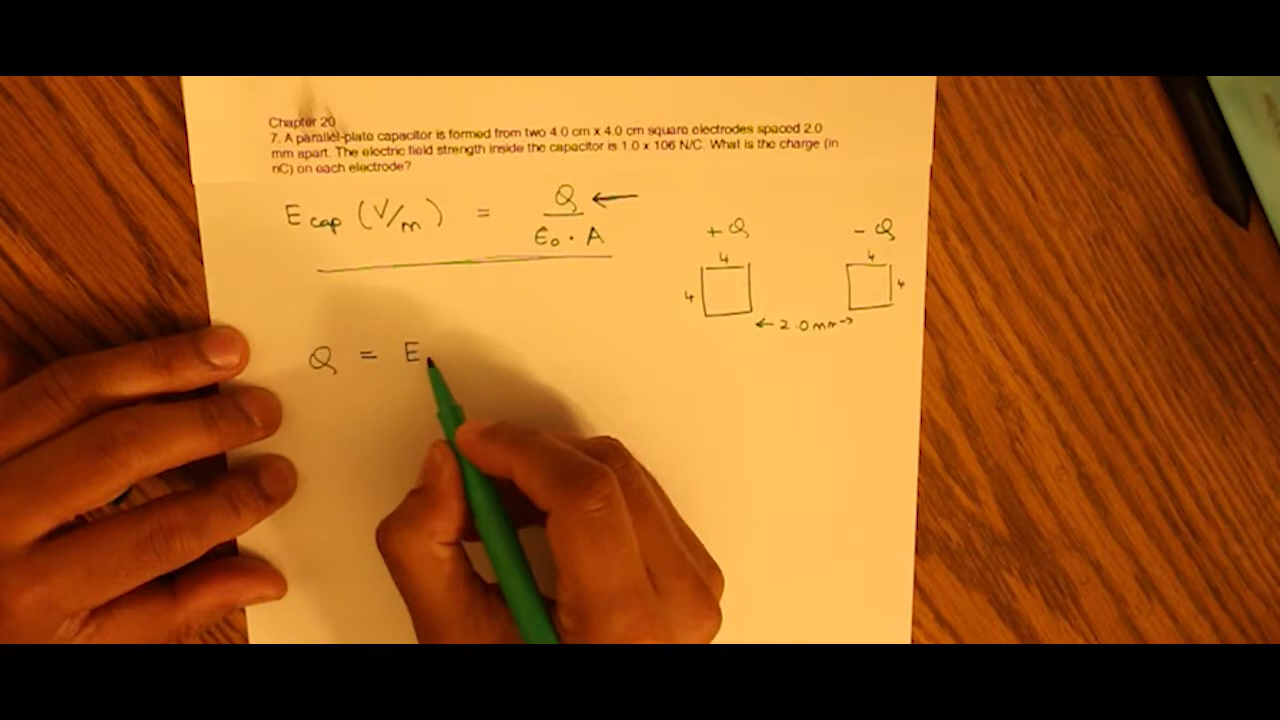 Chapter 20
7. A parallel-plate capacitor is formed from two 4.0 cm x 4.0 cm square electrodes spaced 2.0
mm apart. The electric field strength inside the capacitor is 1.0 x 106 N/C. What is the charge (in
nC) on each electrode?
E cap (V/m) = Q ←
ε₀ · A
+ Q - Q
4 4
4 4
← 2.0 mm →
Q = E